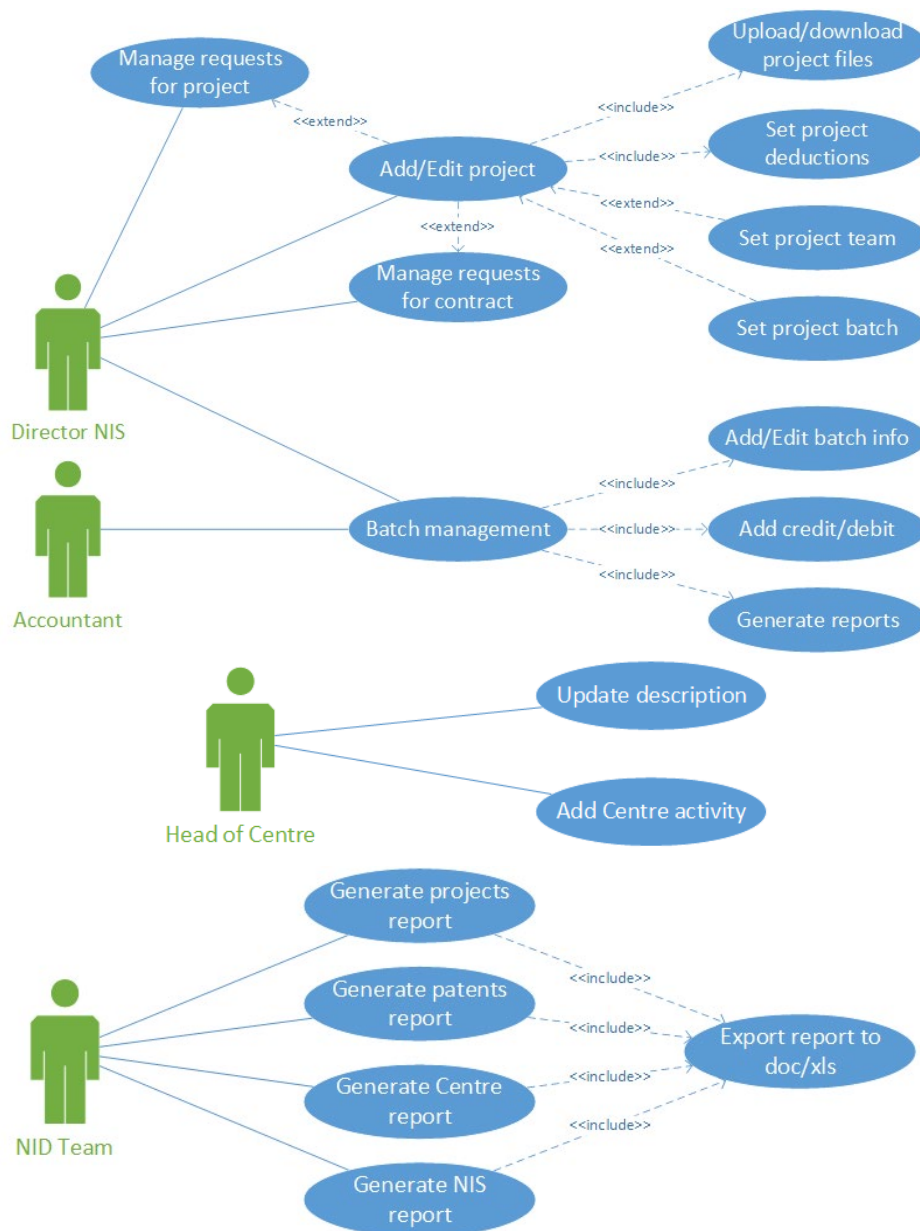 Upload/download
project files
Manage requests
for project
<<include>>
<<extend>>
Set project
deductions
<<include>>
Add/Edit project
<<extend>>
<<extend>>
Set project team
<<extend>>
Manage requests
for contract
Set project batch
Director NIS
Add/Edit batch info
<<include>>
Batch management
<<include>>
Add credit/debit
<<include>>
Accountant
Generate reports
Update description
Add Centre activity
Head of Centre
Generate projects
report
<<include>>
Generate patents
report
<<include>>
Export report to
doc/xls
<<include>>
Generate Centre
report
<<include>>
NID Team
Generate NIS
report